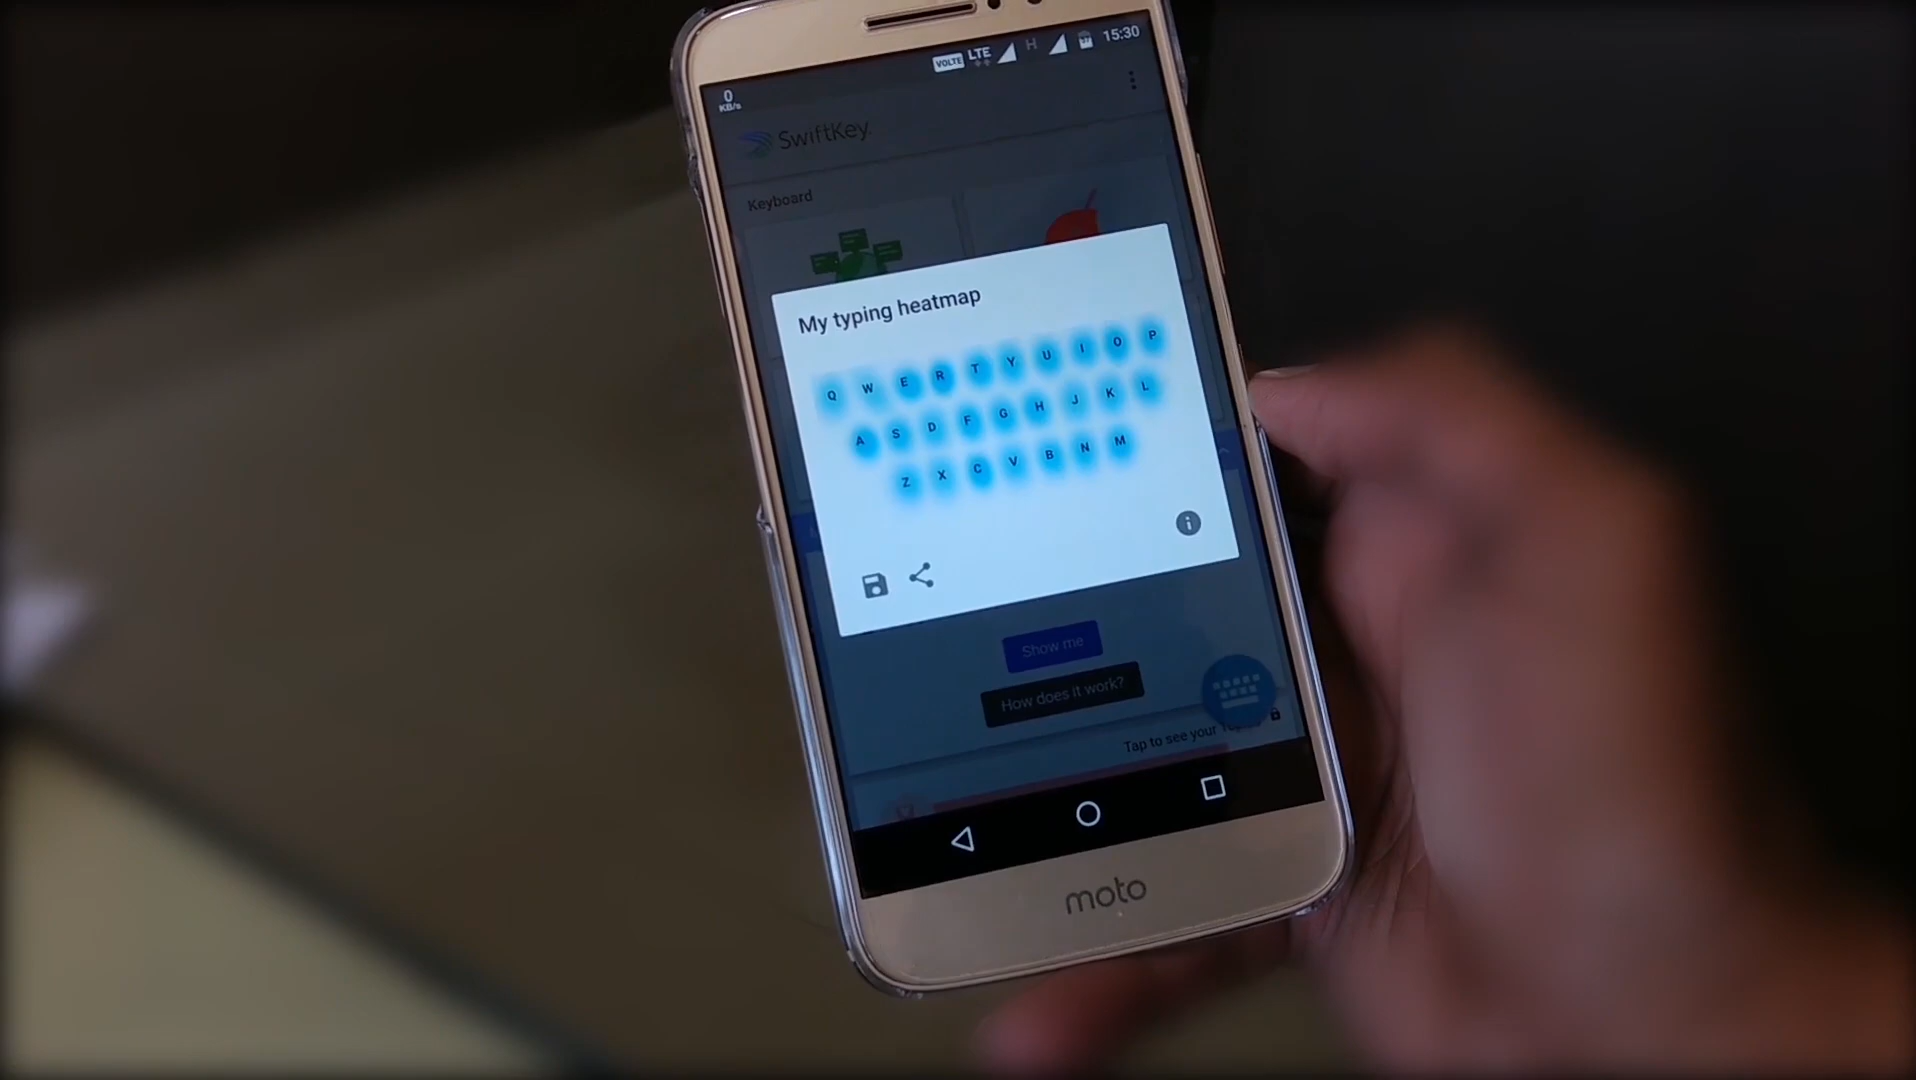 VOLTE LTE H 15:30
0
KB/s
SwiftKey
Keyboard
My typing heatmap
Q W E R T Y U I O P
A S D F G H J K L
Z X C V B N M
Show me
How does it work?
Tap to see your
moto